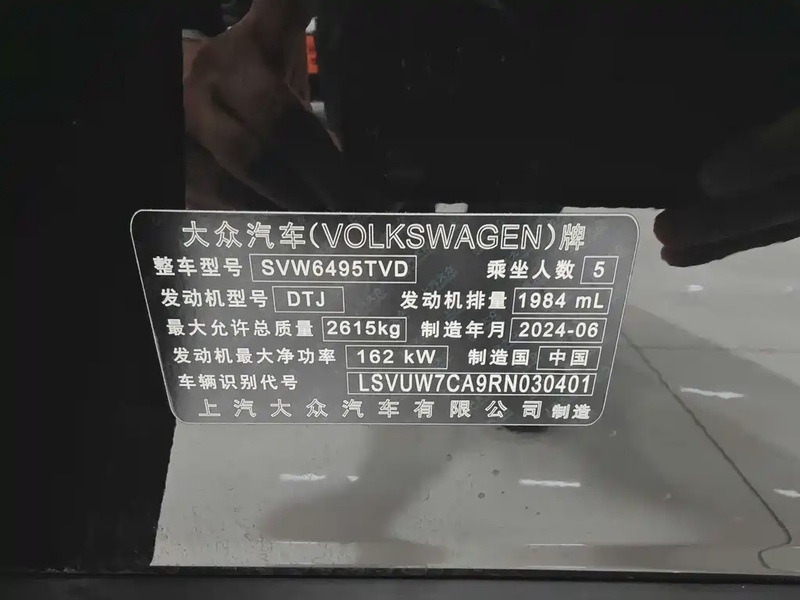 大众汽车(VOLKSWAGEN)牌
整车型号 SVW6495TVD 乘坐人数 5
发动机型号 DTJ 发动机排量 1984 mL
最大允许总质量 2615kg 制造年月 2024-06
发动机最大净功率 162 kW 制造国 中国
车辆识别代号 LSVUW7CA9RN030401
上汽大众汽车有限公司 制造